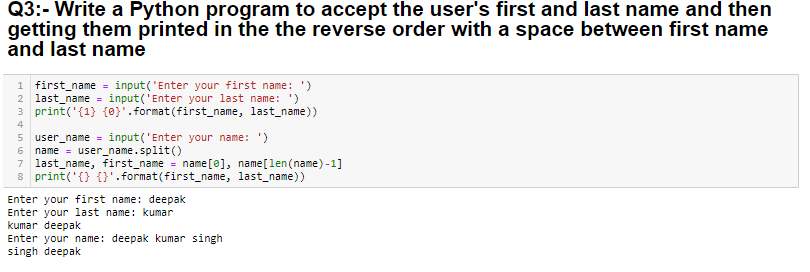 Q3:- Write a Python program to accept the user's first and last name and then
getting them printed in the the reverse order with a space between first name
and last name
1 first_name = input('Enter your first name: ')
2 last_name = input('Enter your last name: ')
3 print('{1} {0}'.format(first_name, last_name))
4
5 user_name = input('Enter your name: ')
6 name = user_name.split()
7 last_name, first_name = name[0], name[len(name)-1]
8 print('{} {}'.format(first_name, last_name))
Enter your first name: deepak
Enter your last name: kumar
kumar deepak
Enter your name: deepak kumar singh
singh deepak